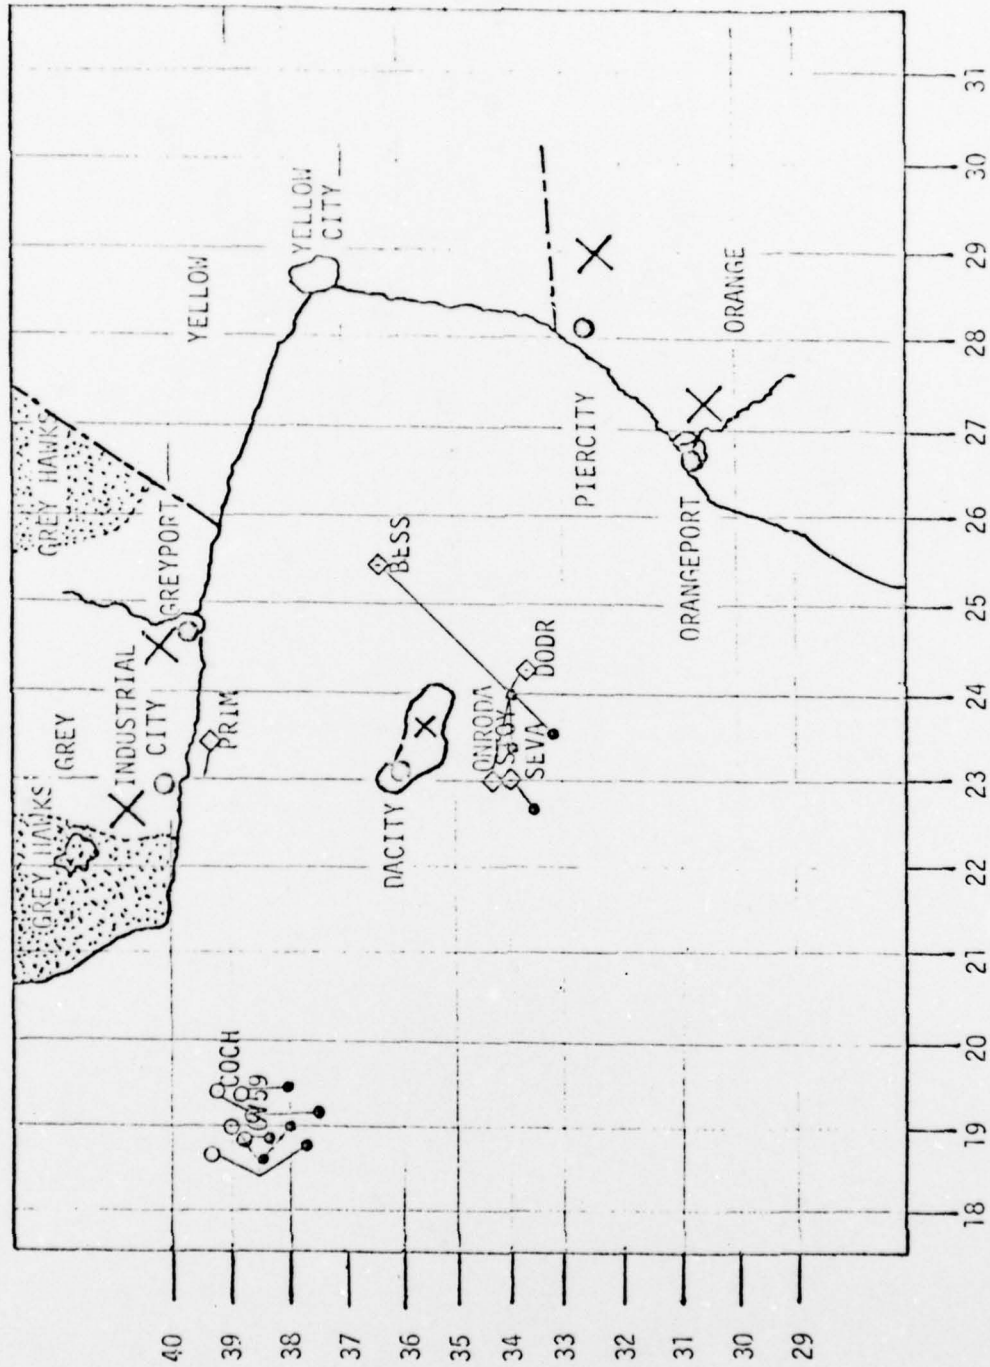 GREY HAWKS
GREY
GREY HAWKS
INDUSTRIAL
CITY
GREYPORT
YELLOW
YELLOW
CITY
PRIM
COCH
CV59
DACITY
BESS
ONRODA
STOY
SEVA
DODR
PIERCITY
ORANGE
ORANGEPORT
40
39
38
37
36
35
34
33
32
31
30
29
18
19
20
21
22
23
24
25
26
27
28
29
30
31